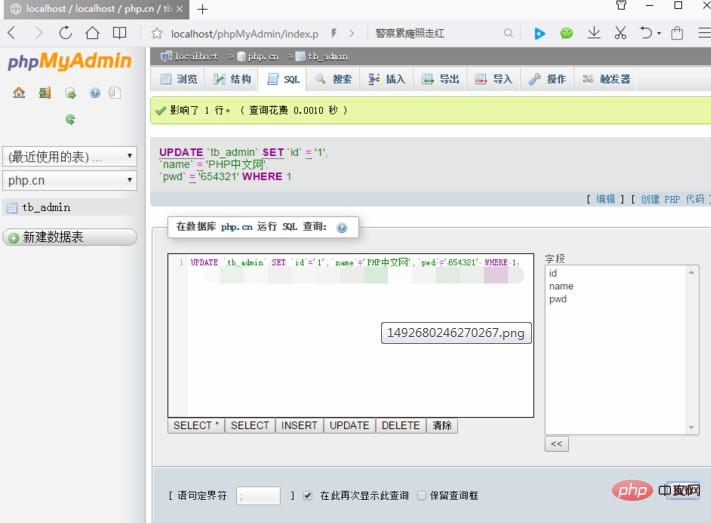 localhost / localhost / php.cn / tb
localhost/phpMyAdmin/index.p
警察累瘫照走红
phpMyAdmin
(最近使用的表) ...
php.cn
tb_admin
新建数据表
localhost » php.cn » tb_admin
浏览 结构 SQL 搜索 插入 导出 导入 操作 触发器
影响了 1 行。 ( 查询花费 0.0010 秒 )
UPDATE `tb_admin` SET `id` = '1',
`name` = 'PHP中文网',
`pwd` = '654321' WHERE 1
[ 编辑 ] [ 创建 PHP 代码 ]
在数据库 php.cn 运行 SQL 查询:
1 UPDATE `tb_admin` SET `id`='1',`name`='PHP中文网',`pwd`='654321' WHERE 1
字段
id
name
pwd
1492680246270267.png
SELECT * SELECT INSERT UPDATE DELETE 清除
<<
[ 语句定界符 ; ] 在此再次显示此查询 保留查询框
php 中文网